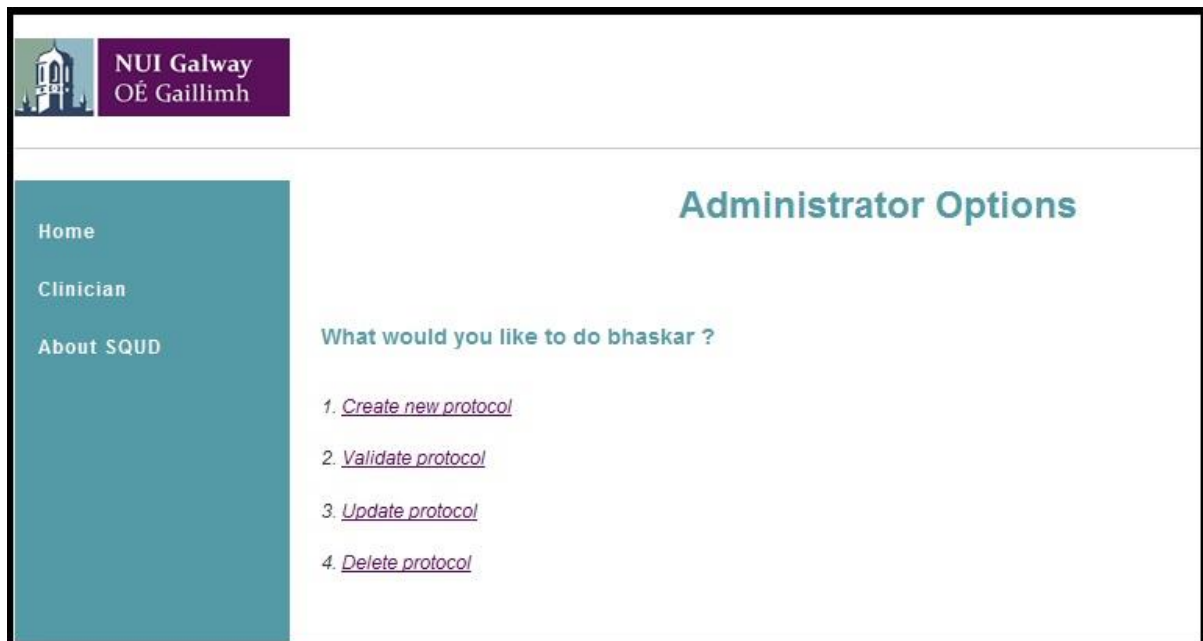 NUI Galway
OÉ Gaillimh
Home
Clinician
About SQUD
Administrator Options
What would you like to do bhaskar ?
1. Create new protocol
2. Validate protocol
3. Update protocol
4. Delete protocol